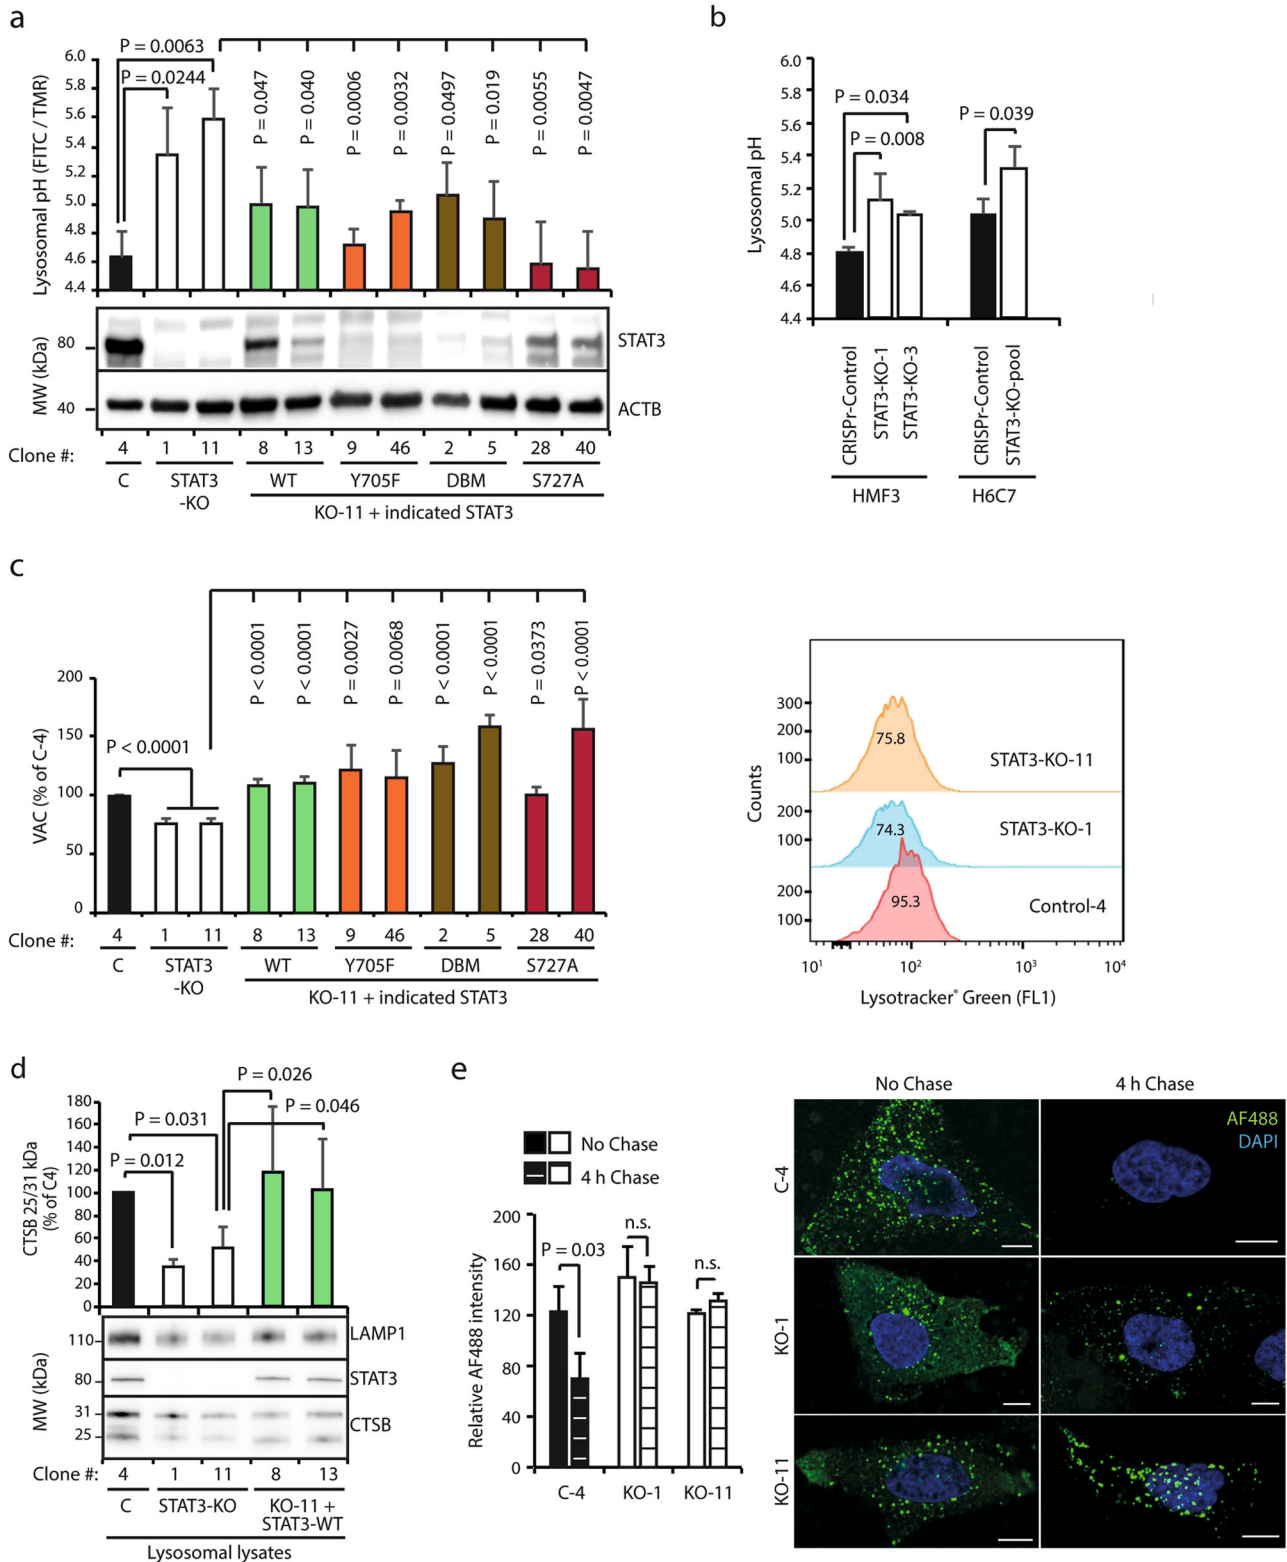 a
P = 0.0063
P = 0.0244
P = 0.047
P = 0.040
P = 0.0006
P = 0.0032
P = 0.0497
P = 0.019
P = 0.0055
P = 0.0047
Lysosomal pH (FITC / TMR)
6.0
5.8
5.6
5.4
5.2
5.0
4.8
4.6
4.4
MW (kDa)
80
40
STAT3
ACTB
Clone #:
4 1 11 8 13 9 46 2 5 28 40
C STAT3 WT Y705F DBM S727A
-KO
KO-11 + indicated STAT3
b
Lysosomal pH
6.0
5.8
5.6
5.4
5.2
5.0
4.8
4.6
4.4
P = 0.034
P = 0.008
P = 0.039
CRISPr-Control
STAT3-KO-1
STAT3-KO-3
CRISPr-Control
STAT3-KO-pool
HMF3 H6C7
c
VAC (% of C-4)
200
150
100
50
0
P < 0.0001
P < 0.0001
P < 0.0001
P = 0.0027
P = 0.0068
P < 0.0001
P < 0.0001
P = 0.0373
P < 0.0001
Clone #:
4 1 11 8 13 9 46 2 5 28 40
C STAT3 WT Y705F DBM S727A
-KO
KO-11 + indicated STAT3
Counts
300
200
100
200
100
200
100
75.8
STAT3-KO-11
74.3
STAT3-KO-1
95.3
Control-4
10¹ 10² 10³ 10⁴
Lysotracker® Green (FL1)
d
P = 0.026
P = 0.046
P = 0.031
P = 0.012
CTSB 25/31 kDa
(% of C4)
180
160
140
120
100
80
60
40
20
0
MW (kDa)
110
80
31
25
LAMP1
STAT3
CTSB
Clone #: 4 1 11 8 13
C STAT3-KO KO-11 +
STAT3-WT
Lysosomal lysates
e
No Chase
4 h Chase
Relative AF488 intensity
200
160
120
80
40
0
P = 0.03
n.s.
n.s.
C-4 KO-1 KO-11
No Chase 4 h Chase
AF488
DAPI
C-4
KO-1
KO-11